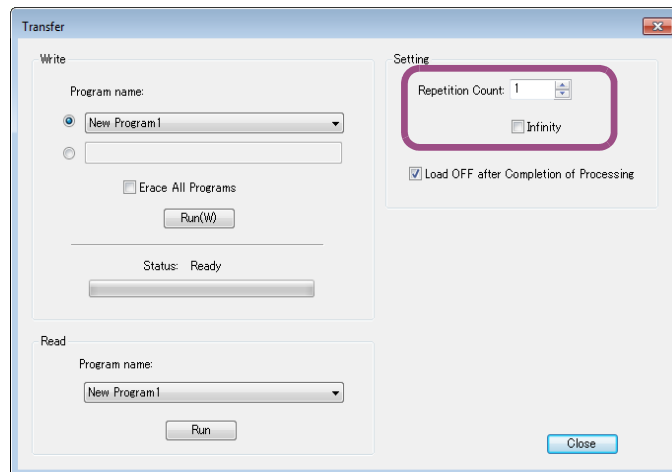 Transfer
Write
Program name:
New Program1
Erace All Programs
Run(W)
Status: Ready
Read
Program name:
New Program1
Run
Setting
Repetition Count: 1
Infinity
Load OFF after Completion of Processing
Close